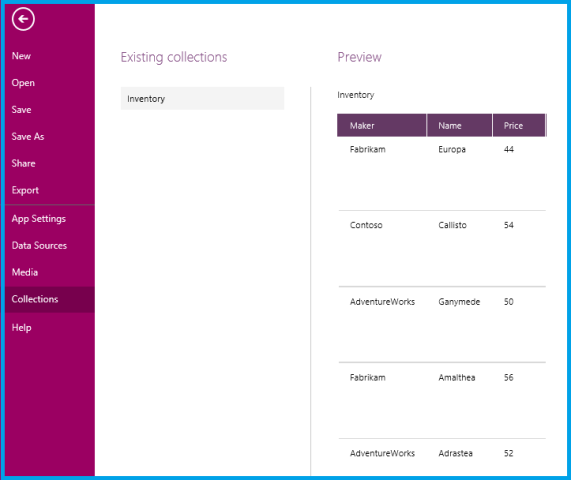 New
Open
Save
Save As
Share
Export
App Settings
Data Sources
Media
Collections
Help
Existing collections
Inventory
Preview
Inventory
Maker Name Price
Fabrikam Europa 44
Contoso Callisto 54
AdventureWorks Ganymede 50
Fabrikam Amalthea 56
AdventureWorks Adrastea 52